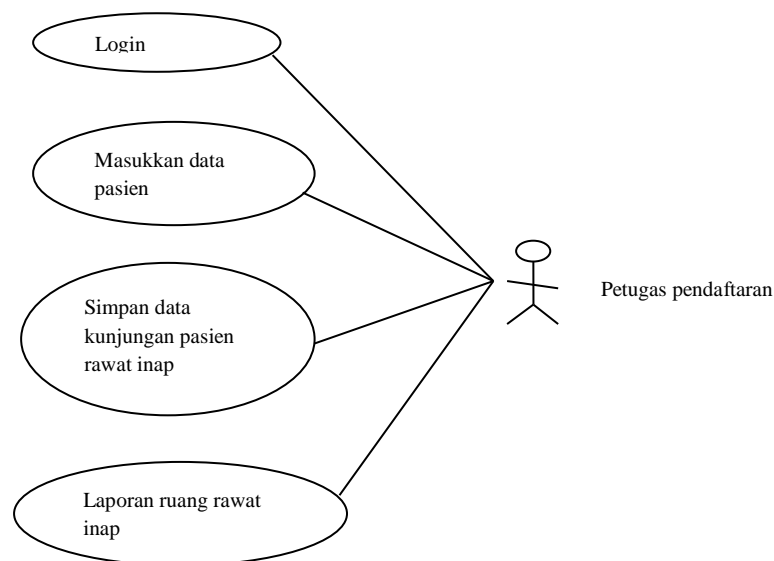 Login
Masukkan data
pasien
Simpan data
kunjungan pasien
rawat inap
Petugas pendaftaran
Laporan ruang rawat
inap